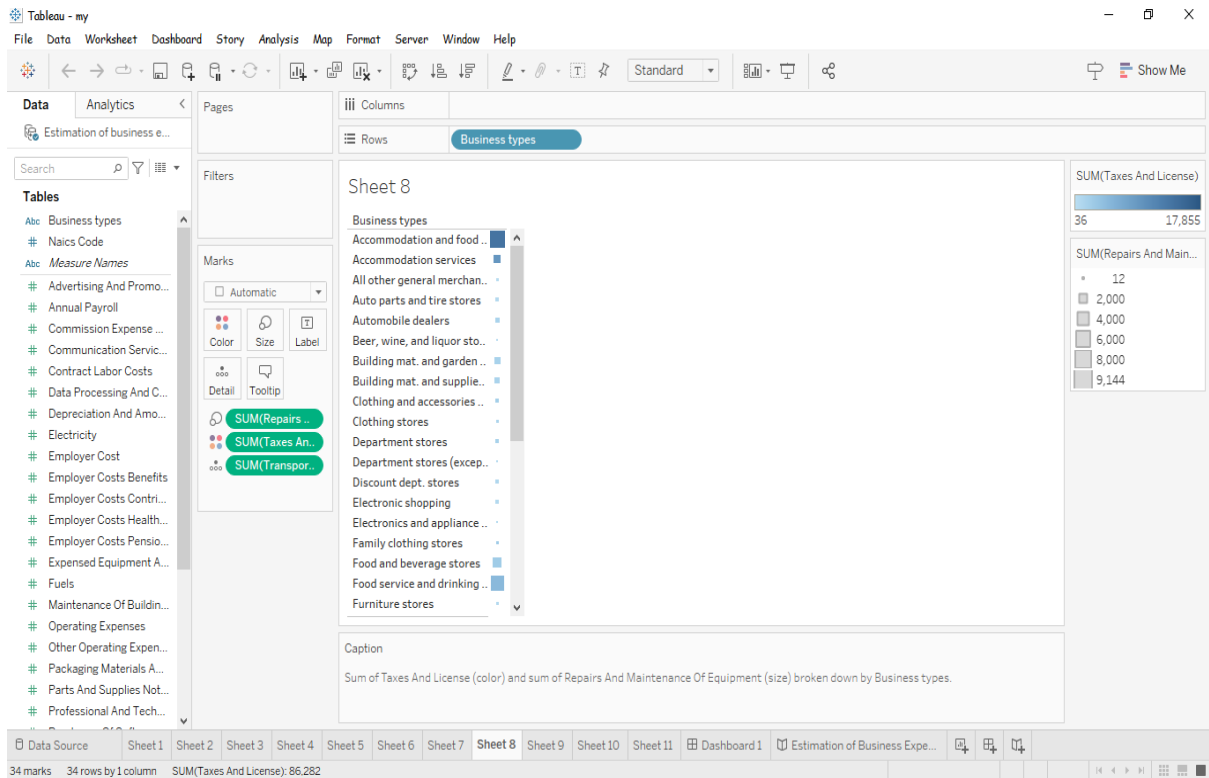 Tableau - my
File Data Worksheet Dashboard Story Analysis Map Format Server Window Help
Standard
Show Me
Data Analytics
Estimation of business e...
Search
Tables
Abc Business types
# Naics Code
Abc Measure Names
# Advertising And Promo...
# Annual Payroll
# Commission Expense ...
# Communication Servic...
# Contract Labor Costs
# Data Processing And C...
# Depreciation And Amo...
# Electricity
# Employer Cost
# Employer Costs Benefits
# Employer Costs Contri...
# Employer Costs Health...
# Employer Costs Pensio...
# Expensed Equipment A...
# Fuels
# Maintenance Of Buildin...
# Operating Expenses
# Other Operating Expen...
# Packaging Materials A...
# Parts And Supplies Not...
# Professional And Tech...
Pages
Filters
Marks
Automatic
Color Size Label
Detail Tooltip
SUM(Repairs ..
SUM(Taxes An..
SUM(Transpor..
Columns
Rows Business types
Sheet 8
Business types
Accommodation and food ..
Accommodation services
All other general merchan..
Auto parts and tire stores
Automobile dealers
Beer, wine, and liquor sto..
Building mat. and garden ..
Building mat. and supplie..
Clothing and accessories ..
Clothing stores
Department stores
Department stores (excep..
Discount dept. stores
Electronic shopping
Electronics and appliance ..
Family clothing stores
Food and beverage stores
Food service and drinking ..
Furniture stores
Caption
Sum of Taxes And License (color) and sum of Repairs And Maintenance Of Equipment (size) broken down by Business types.
SUM(Taxes And License)
36 17,855
SUM(Repairs And Main...
12
2,000
4,000
6,000
8,000
9,144
Data Source Sheet 1 Sheet 2 Sheet 3 Sheet 4 Sheet 5 Sheet 6 Sheet 7 Sheet 8 Sheet 9 Sheet 10 Sheet 11 Dashboard 1 Estimation of Business Expe...
34 marks 34 rows by 1 column SUM(Taxes And License): 86,282